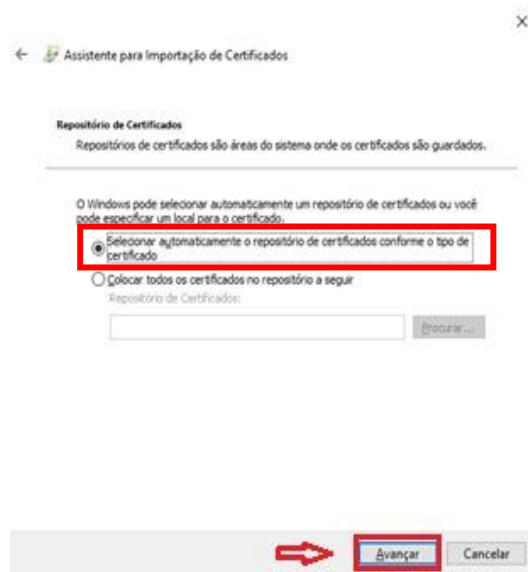 Assistente para Importação de Certificados
Repositório de Certificados
Repositórios de certificados são áreas do sistema onde os certificados são guardados.
O Windows pode selecionar automaticamente um repositório de certificados ou você
pode especificar um local para o certificado.
Selecionar automaticamente o repositório de certificados conforme o tipo de
certificado
Colocar todos os certificados no repositório a seguir
Repositório de Certificados:
Procurar...
Avançar Cancelar